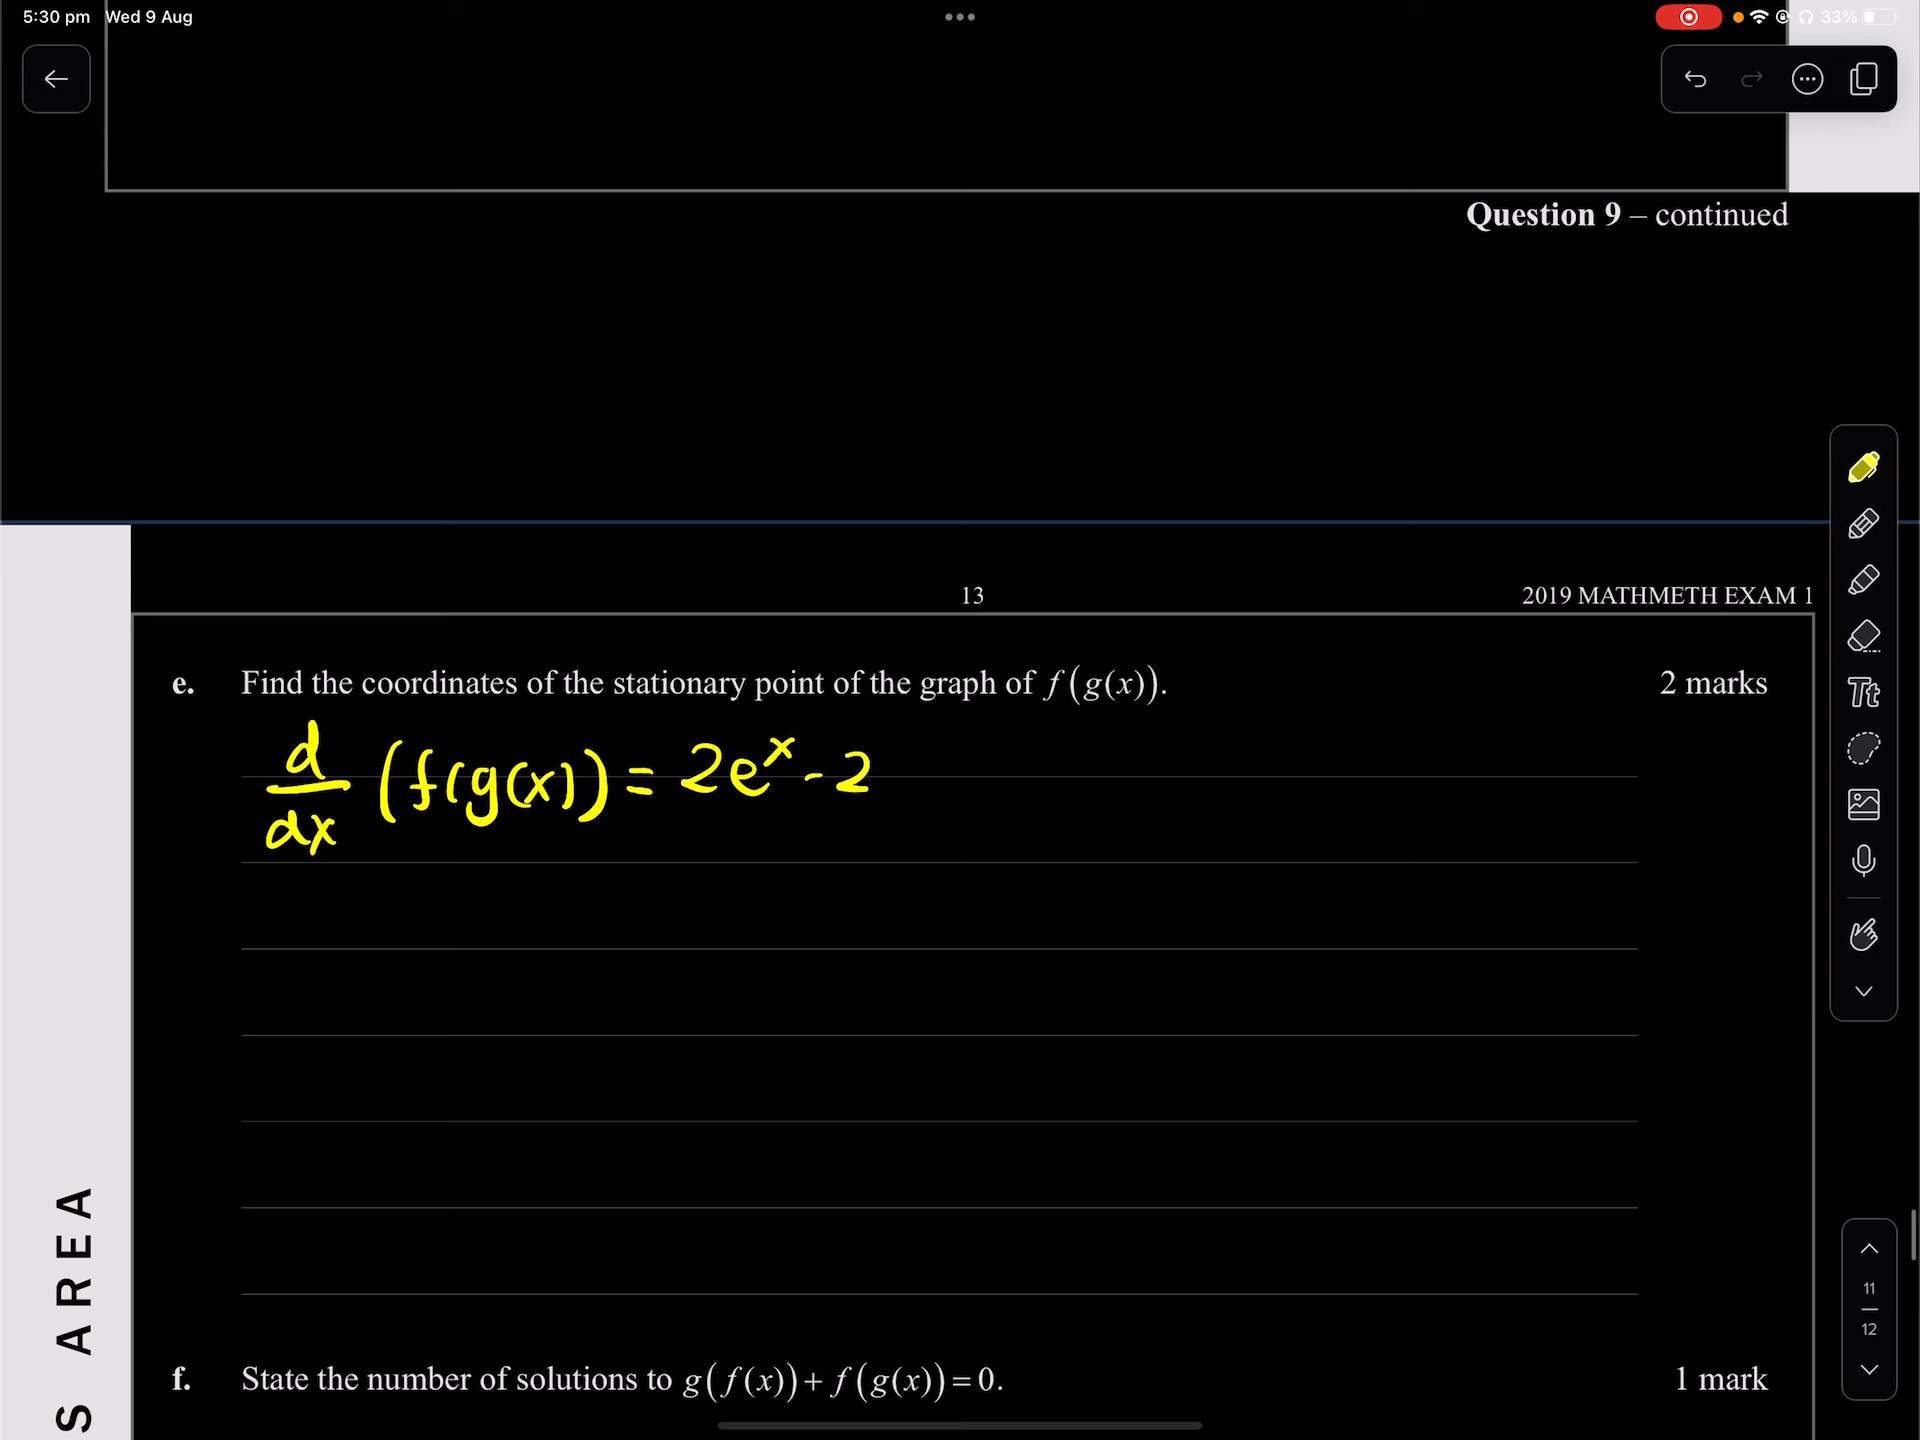 5:30 pm Wed 9 Aug
33%
Question 9 – continued
13
2019 MATHMETH EXAM 1
e. Find the coordinates of the stationary point of the graph of f(g(x)). 2 marks
d/dx (f(g(x)) = 2e^x - 2
Tt
S AREA
11
12
f. State the number of solutions to g(f(x)) + f(g(x)) = 0. 1 mark